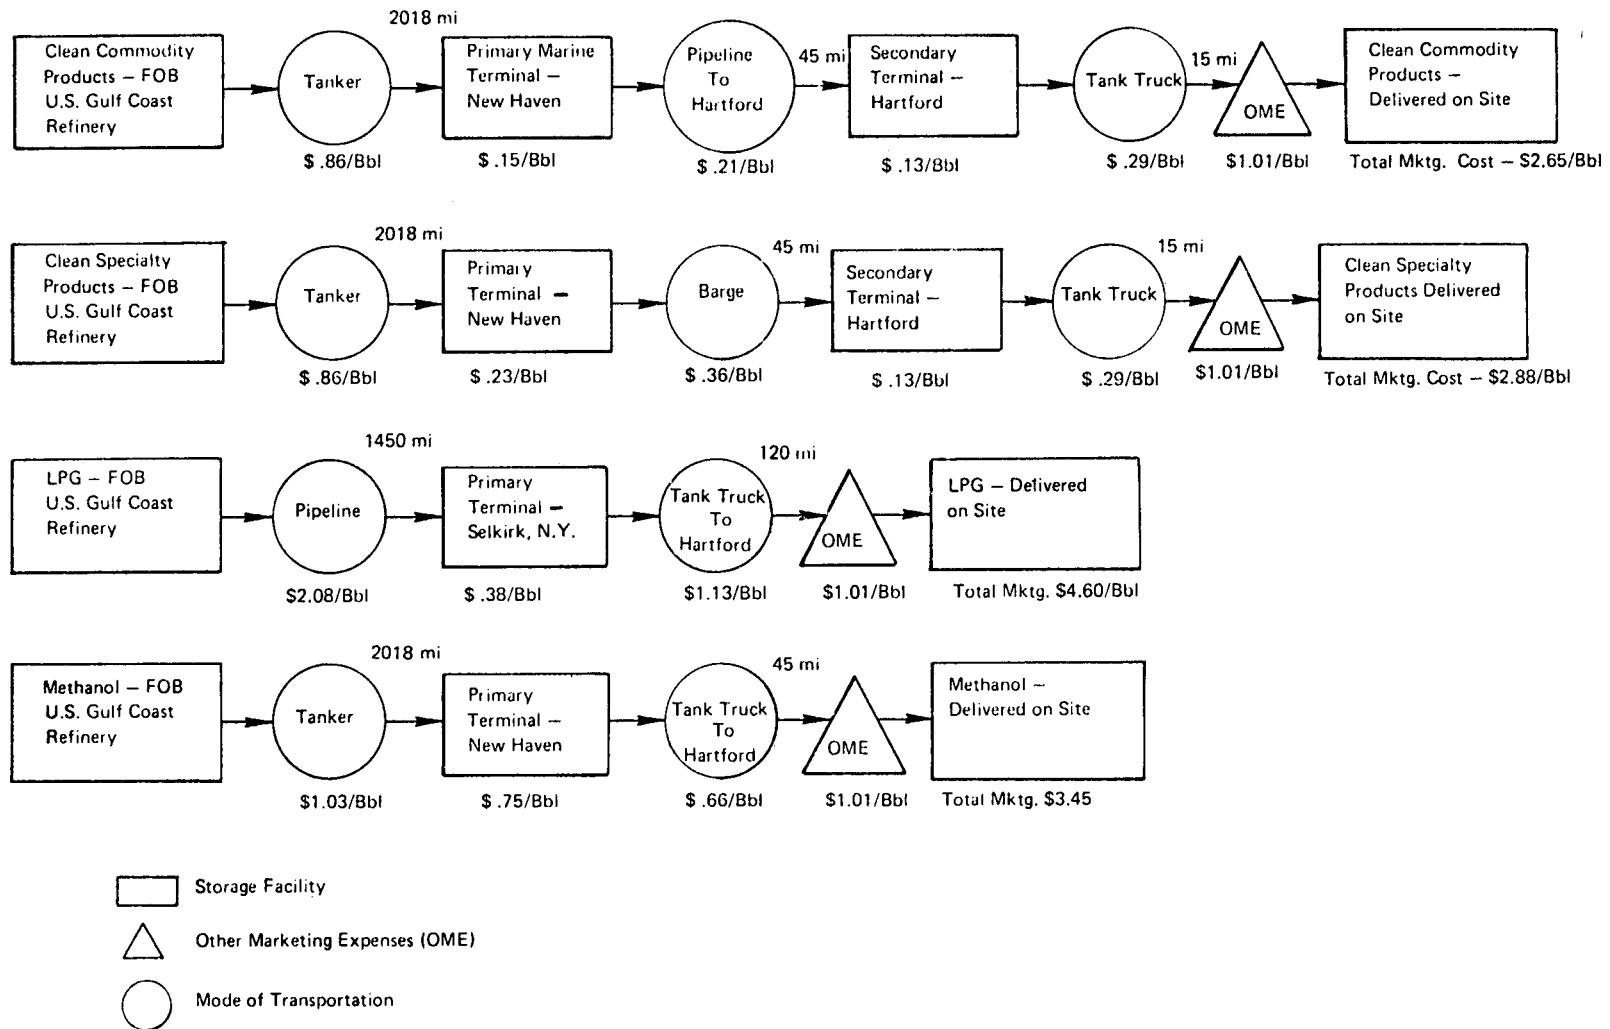 2018 mi
Clean Commodity
Products – FOB
U.S. Gulf Coast
Refinery
Tanker
Primary Marine
Terminal –
New Haven
Pipeline
To
Hartford
45 mi
Secondary
Terminal –
Hartford
Tank Truck
15 mi
OME
Clean Commodity
Products –
Delivered on Site
$ .86/Bbl
$ .15/Bbl
$ .21/Bbl
$ .13/Bbl
$ .29/Bbl
$1.01/Bbl
Total Mktg. Cost – $2.65/Bbl
2018 mi
Clean Specialty
Products – FOB
U.S. Gulf Coast
Refinery
Tanker
Primary
Terminal –
New Haven
Barge
45 mi
Secondary
Terminal –
Hartford
Tank Truck
15 mi
OME
Clean Specialty
Products Delivered
on Site
$ .86/Bbl
$ .23/Bbl
$ .36/Bbl
$ .13/Bbl
$ .29/Bbl
$1.01/Bbl
Total Mktg. Cost – $2.88/Bbl
1450 mi
LPG – FOB
U.S. Gulf Coast
Refinery
Pipeline
Primary
Terminal –
Selkirk, N.Y.
Tank Truck
To
Hartford
120 mi
OME
LPG – Delivered
on Site
$2.08/Bbl
$ .38/Bbl
$1.13/Bbl
$1.01/Bbl
Total Mktg. $4.60/Bbl
2018 mi
Methanol – FOB
U.S. Gulf Coast
Refinery
Tanker
Primary
Terminal –
New Haven
Tank Truck
To
Hartford
45 mi
OME
Methanol –
Delivered on Site
$1.03/Bbl
$ .75/Bbl
$ .66/Bbl
$1.01/Bbl
Total Mktg. $3.45
Storage Facility
Other Marketing Expenses (OME)
Mode of Transportation